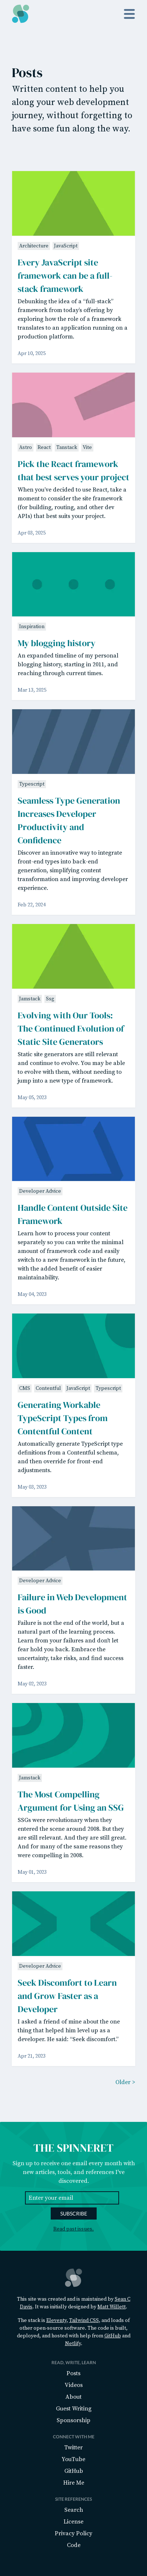 Posts
Written content to help you
along your web development
journey, without forgetting to
have some fun along the way.
Architecture JavaScript
Every JavaScript site
framework can be a full-
stack framework
Debunking the idea of a “full-stack”
framework from today's offering by
exploring how the role of a framework
translates to an application running on a
production platform.
Apr 10, 2025
Astro React Tanstack Vite
Pick the React framework
that best serves your project
When you've decided to use React, take a
moment to consider the site framework
(for building, routing, and other dev
APIs) that best suits your project.
Apr 03, 2025
Inspiration
My blogging history
An expanded timeline of my personal
blogging history, starting in 2011, and
reaching through current times.
Mar 13, 2025
Typescript
Seamless Type Generation
Increases Developer
Productivity and
Confidence
Discover an innovative way to integrate
front-end types into back-end
generation, simplifying content
transformation and improving developer
experience.
Feb 22, 2024
Jamstack Ssg
Evolving with Our Tools:
The Continued Evolution of
Static Site Generators
Static site generators are still relevant
and continue to evolve. You may be able
to evolve with them, without needing to
jump into a new type of framework.
May 05, 2023
Developer Advice
Handle Content Outside Site
Framework
Learn how to process your content
separately so you can write the minimal
amount of framework code and easily
switch to a new framework in the future,
with the added benefit of easier
maintainability.
May 04, 2023
CMS Contentful JavaScript Typescript
Generating Workable
TypeScript Types from
Contentful Content
Automatically generate TypeScript type
definitions from a Contentful schema,
and then override for front-end
adjustments.
May 03, 2023
Developer Advice
Failure in Web Development
is Good
Failure is not the end of the world, but a
natural part of the learning process.
Learn from your failures and don't let
fear hold you back. Embrace the
uncertainty, take risks, and find success
faster.
May 02, 2023
Jamstack
The Most Compelling
Argument for Using an SSG
SSGs were revolutionary when they
entered the scene around 2008. But they
are still relevant. And they are still great.
And for many of the same reasons they
were compelling in 2008.
May 01, 2023
Developer Advice
Seek Discomfort to Learn
and Grow Faster as a
Developer
I asked a friend of mine about the one
thing that helped him level up as a
developer. He said: “Seek discomfort.”
Apr 21, 2023
Older >
THE SPINNERET
Sign up to receive one email every month with
new articles, tools, and references I've
discovered.
Enter your email
SUBSCRIBE
Read past issues.
This site was created and is maintained by Sean C
Davis. It was initially designed by Matt Willett.
The stack is Eleventy, Tailwind CSS, and loads of
other open-source software. The code is built,
deployed, and hosted with help from GitHub and
Netlify.
READ, WRITE, LEARN
Posts
Videos
About
Guest Writing
Sponsorship
CONNECT WITH ME
Twitter
YouTube
GitHub
Hire Me
SITE REFERENCES
Search
License
Privacy Policy
Code